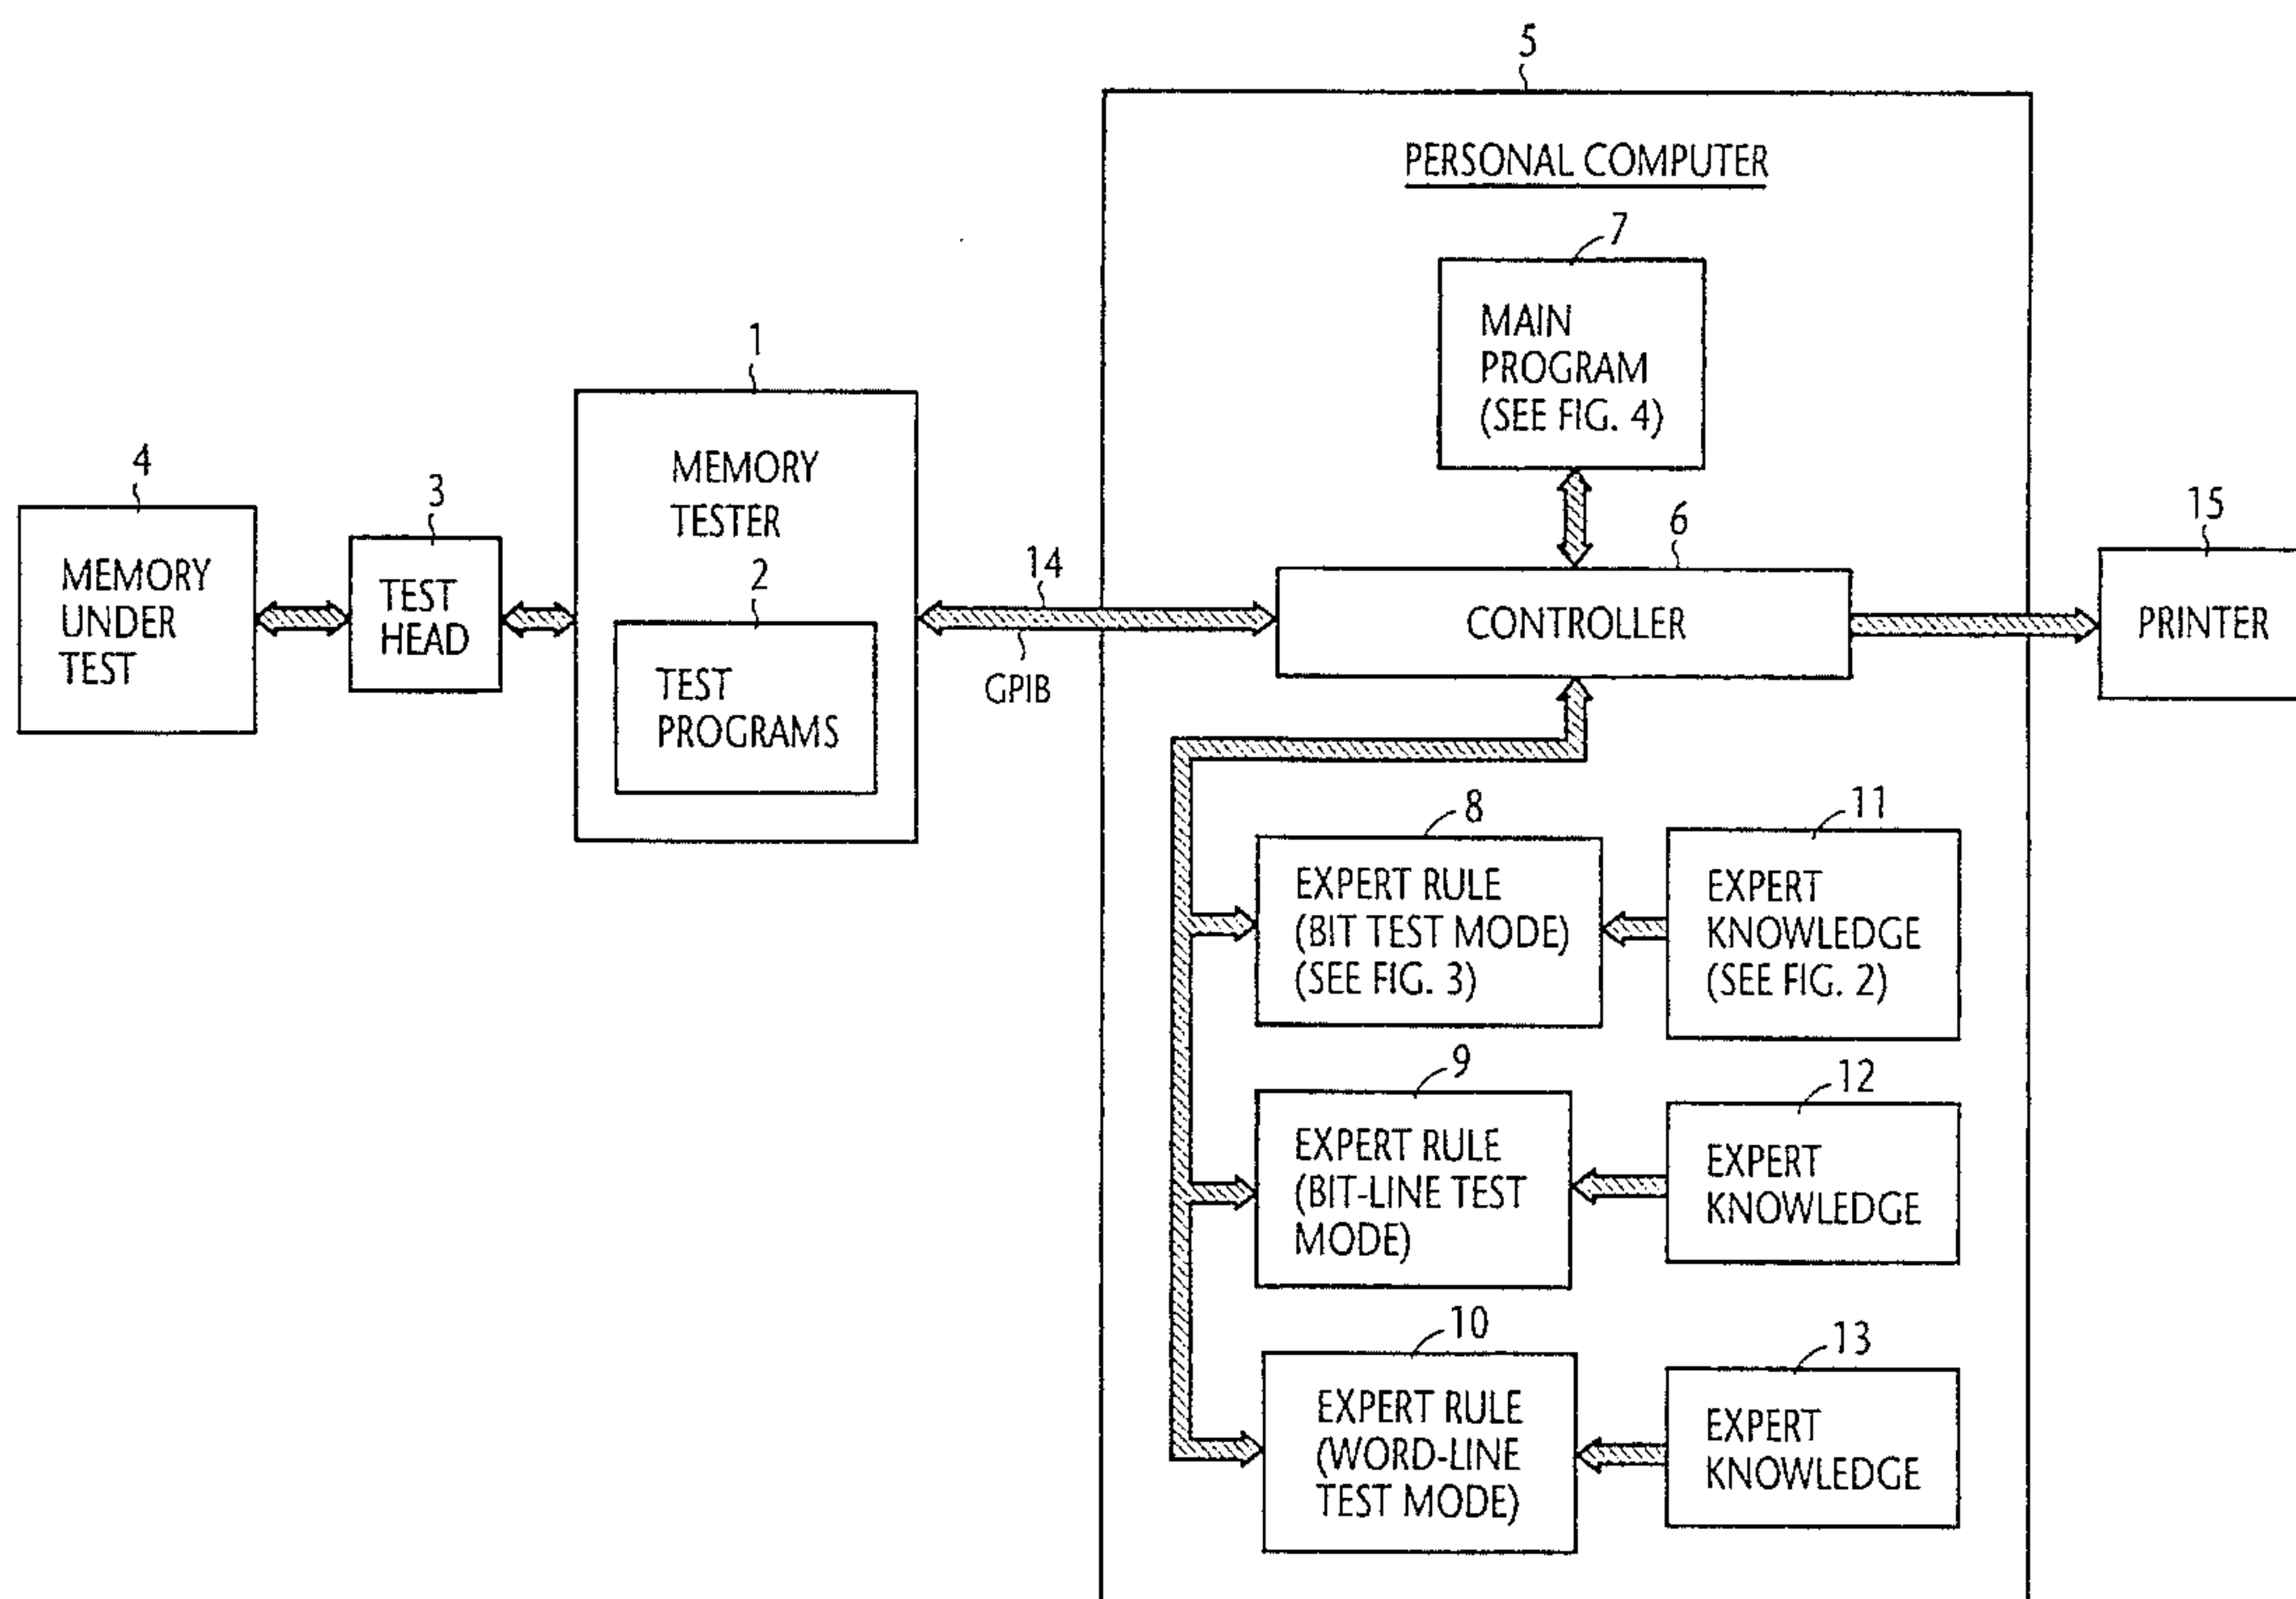 5
PERSONAL COMPUTER
7
MAIN
PROGRAM
(SEE FIG. 4)
1
MEMORY
TESTER
2
TEST
PROGRAMS
4
MEMORY
UNDER
TEST
3
TEST
HEAD
14
GPIB
6
CONTROLLER
15
PRINTER
8
EXPERT RULE
(BIT TEST MODE)
(SEE FIG. 3)
11
EXPERT
KNOWLEDGE
(SEE FIG. 2)
9
EXPERT RULE
(BIT-LINE TEST
MODE)
12
EXPERT
KNOWLEDGE
10
EXPERT RULE
(WORD-LINE
TEST MODE)
13
EXPERT
KNOWLEDGE